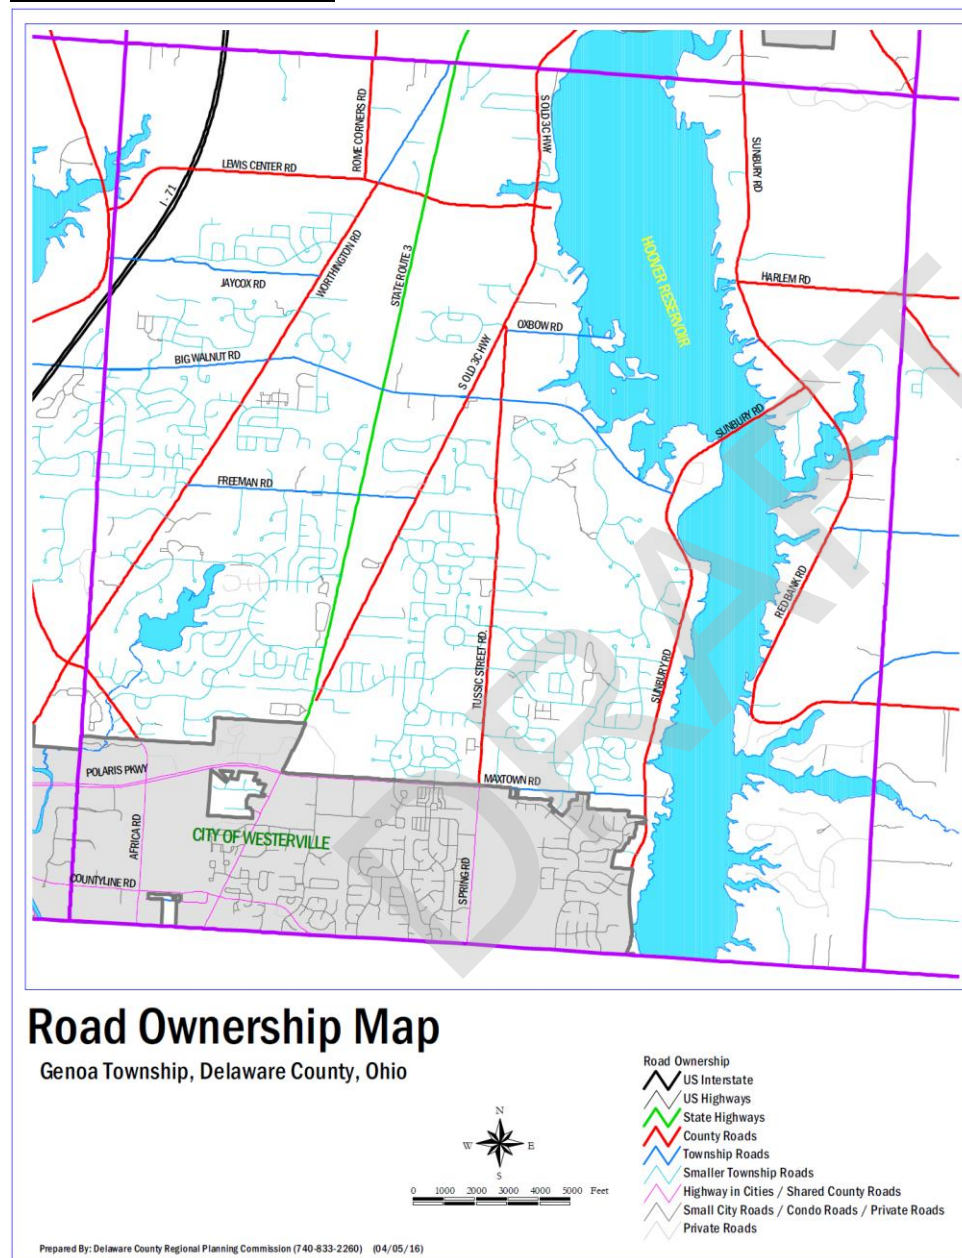 ROME CORNERS RD
S OLD 3C HWY
SUNBURY RD
LEWIS CENTER RD
I - 71
WORTHINGTON RD
STATE ROUTE 3
HOOVER RESERVOIR
JAYCOX RD
HARLEM RD
OXBOW RD
BIG WALNUT RD
S OLD 3C HWY
SUNBURY RD
FREEMAN RD
RED BANK RD
TUSSIC STREET RD.
SUNBURY RD
DRAFT
POLARIS PKWY
MAXTOWN RD
AFRICA RD
CITY OF WESTERVILLE
COUNTYLINE RD
SPRING RD
Road Ownership Map
Genoa Township, Delaware County, Ohio
N
W
E
S
0 1000 2000 3000 4000 5000 Feet
Road Ownership
US Interstate
US Highways
State Highways
County Roads
Township Roads
Smaller Township Roads
Highway in Cities / Shared County Roads
Small City Roads / Condo Roads / Private Roads
Private Roads
Prepared By: Delaware County Regional Planning Commission (740-833-2260) (04/05/16)